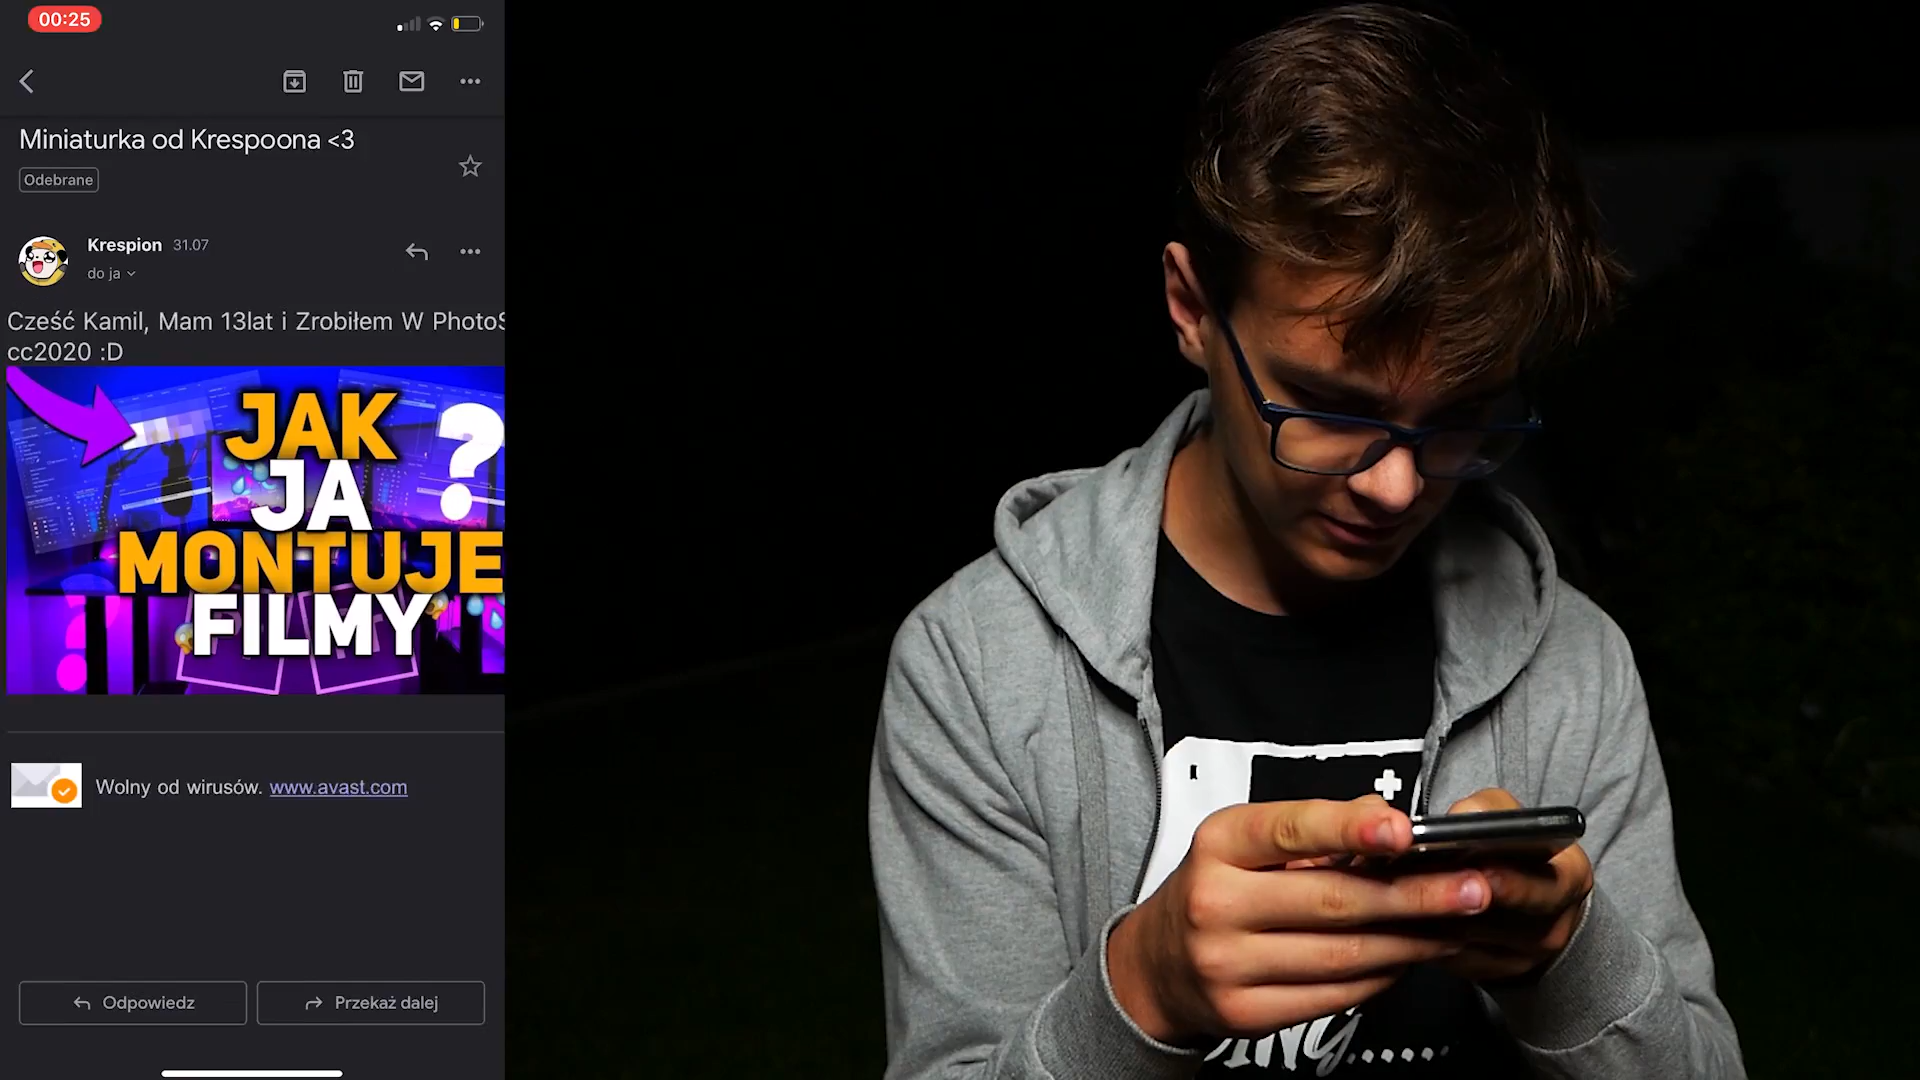 00:25
Miniaturka od Krespoona <3
Odebrane
Krespion 31.07
do ja
Cześć Kamil, Mam 13lat i Zrobiłem W PhotoS
cc2020 :D
JAK
JA
?
MONTUJE
FILMY
Wolny od wirusów. www.avast.com
Odpowiedz
Przekaż dalej